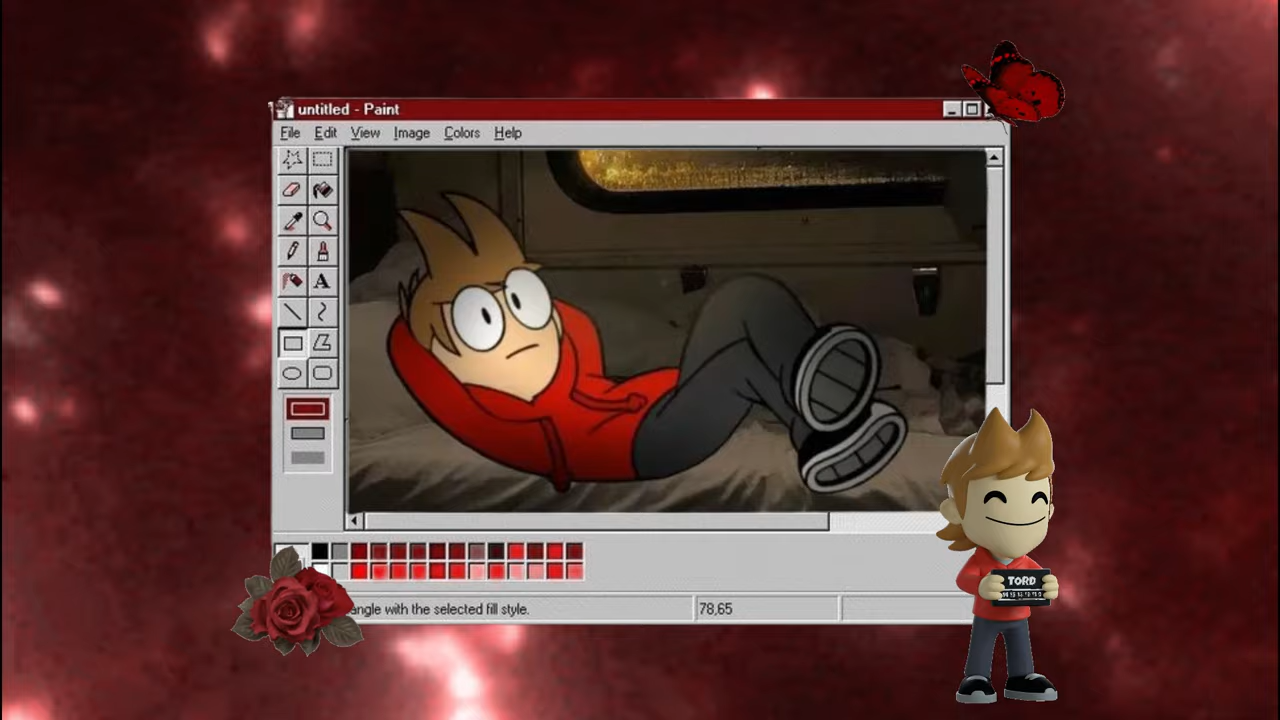 untitled - Paint
File Edit View Image Colors Help
A
angle with the selected fill style.
78,65
TORD